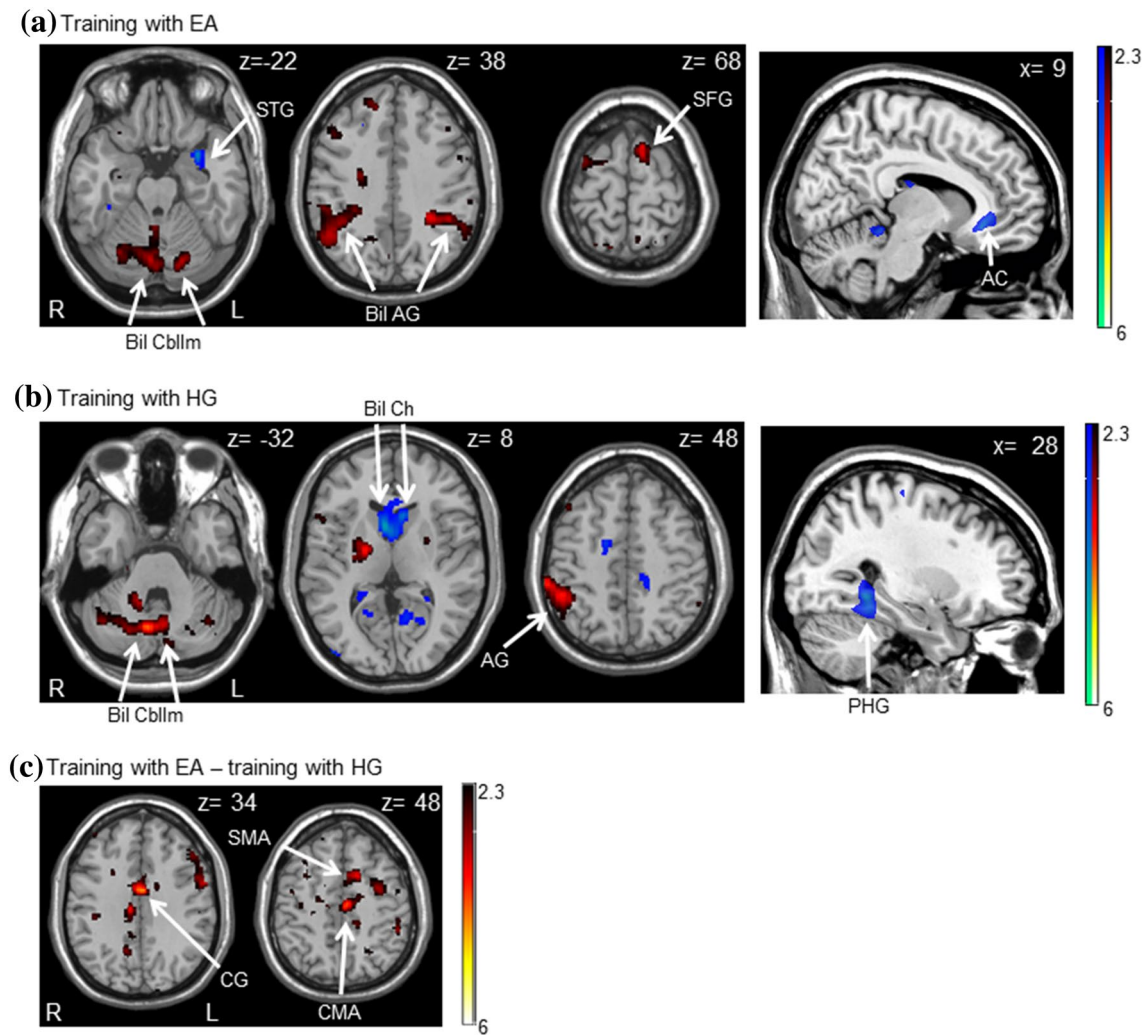 (a) Training with EA
z=-22
z= 38
z= 68
x= 9
2.3
STG
SFG
AC
R
L
Bil Cbllm
Bil AG
6
(b) Training with HG
Bil Ch
z= -32
z= 8
z= 48
x= 28
2.3
AG
R
L
Bil Cbllm
PHG
6
(c) Training with EA – training with HG
z= 34
z= 48
2.3
SMA
R
L
CG
CMA
6